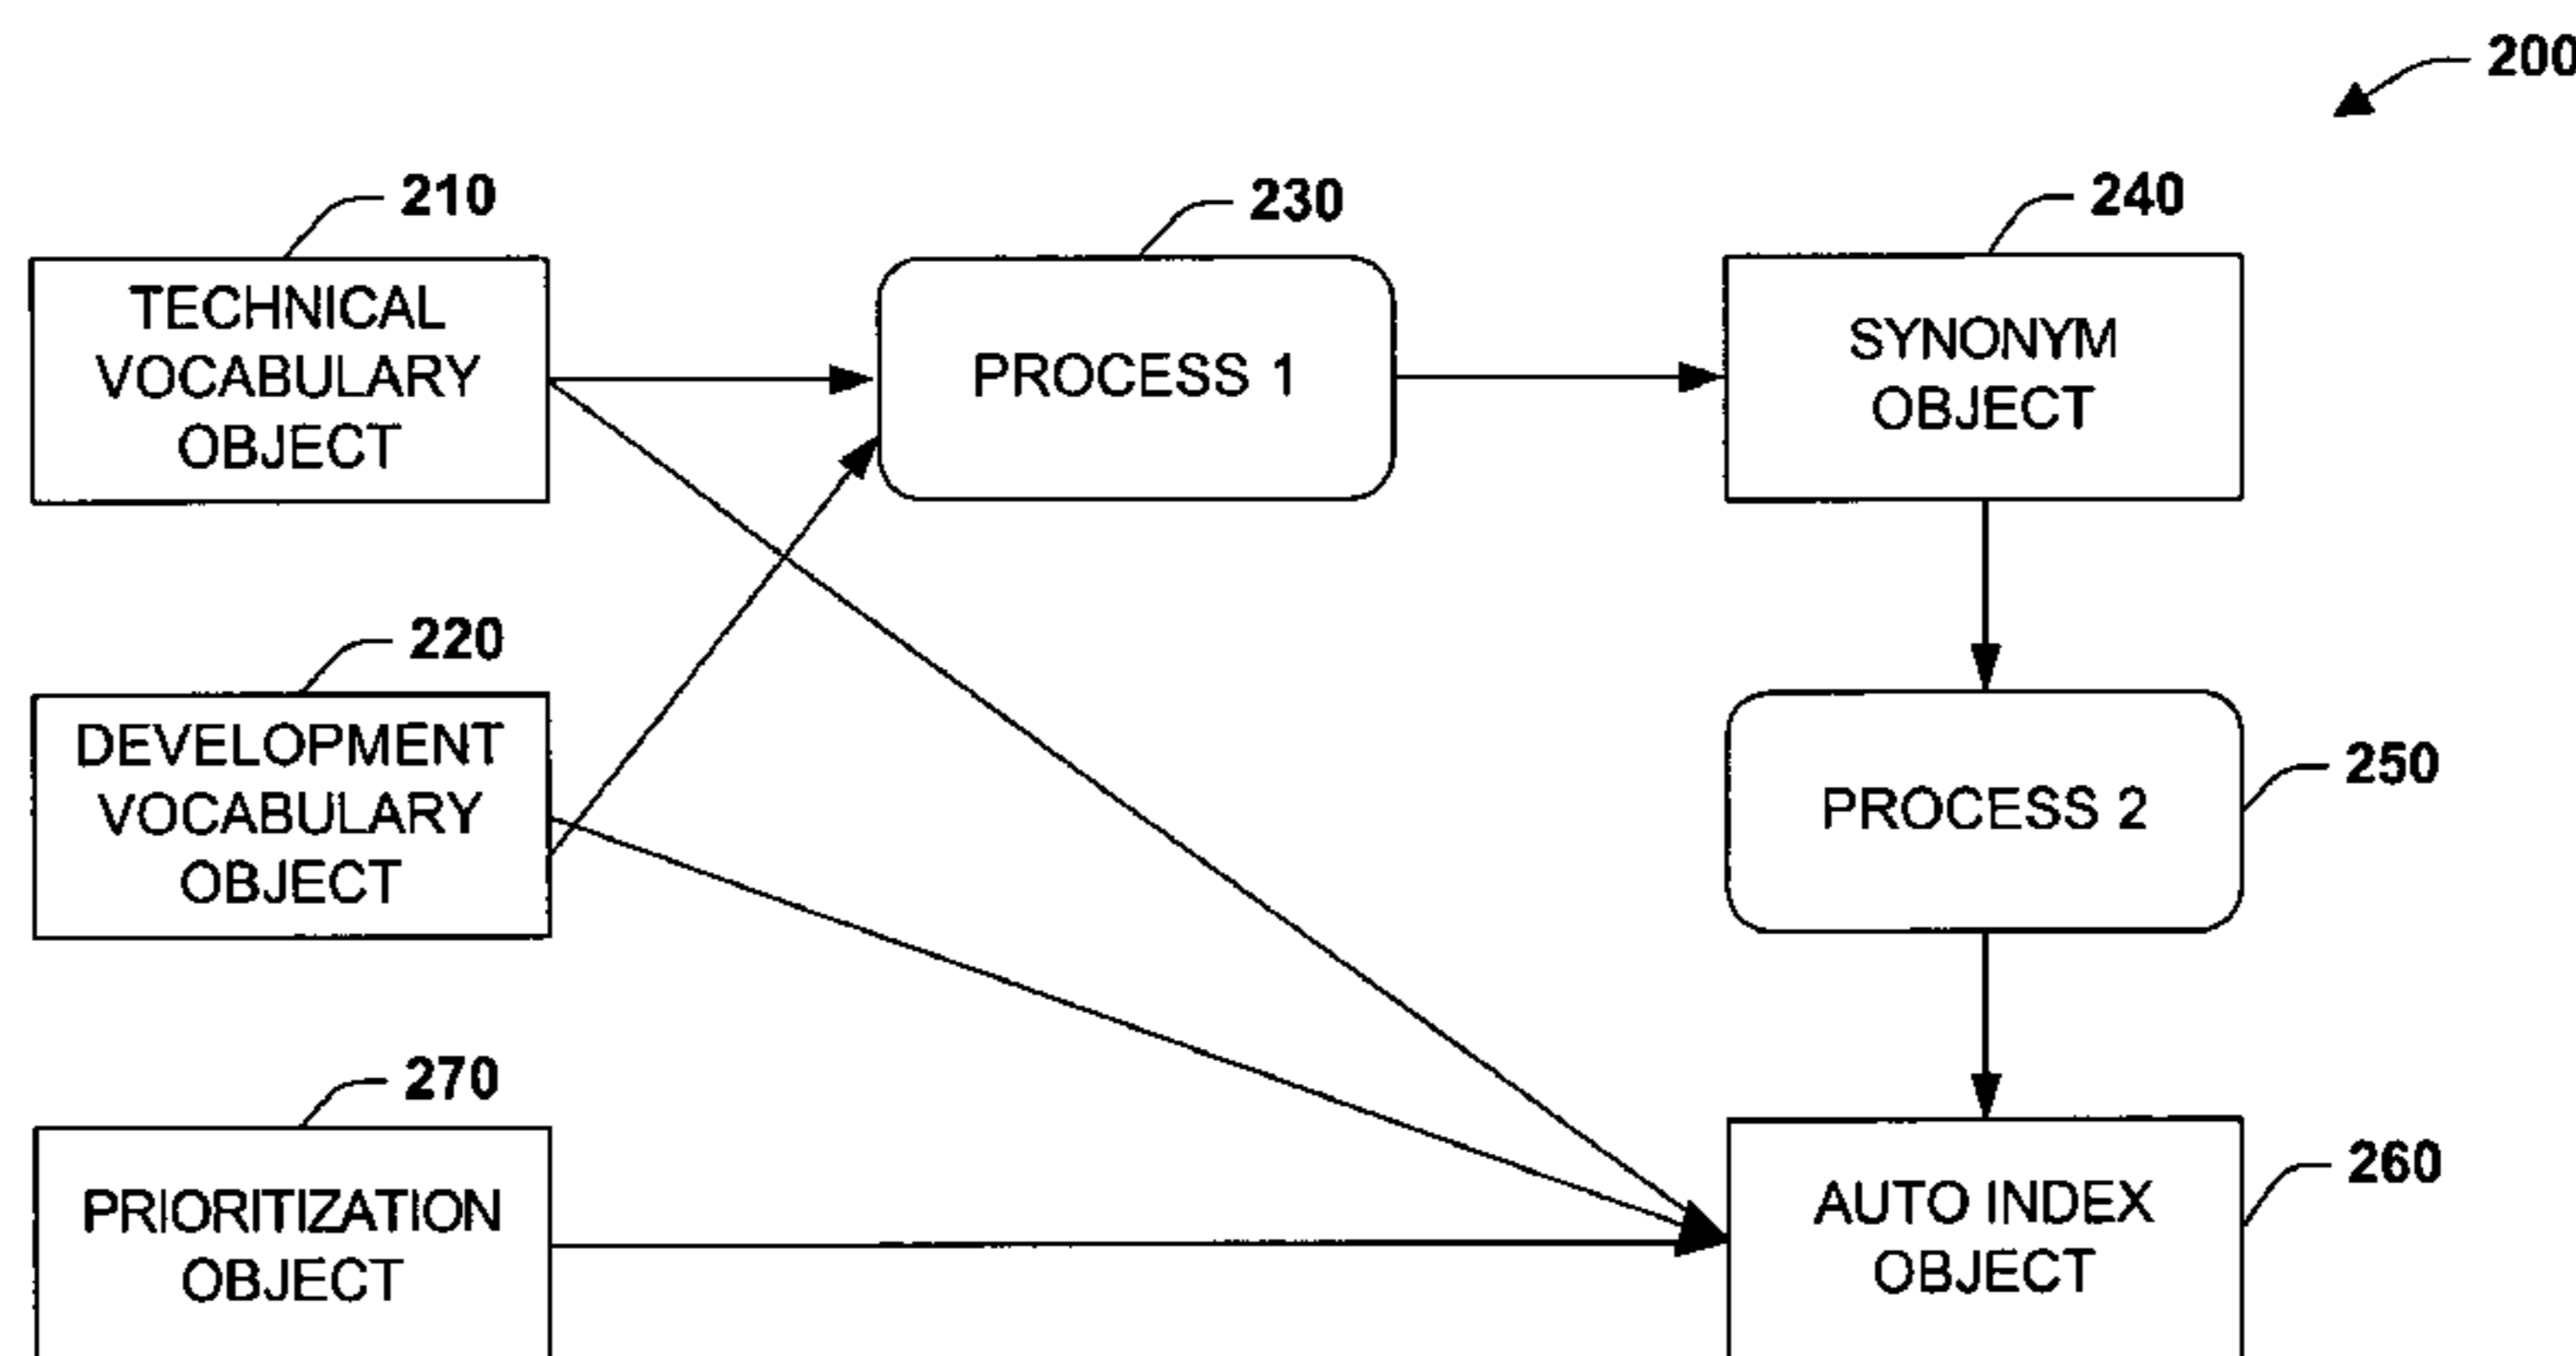 200
210
TECHNICAL
VOCABULARY
OBJECT
230
PROCESS 1
240
SYNONYM
OBJECT
220
DEVELOPMENT
VOCABULARY
OBJECT
PROCESS 2
250
270
PRIORITIZATION
OBJECT
AUTO INDEX
OBJECT
260